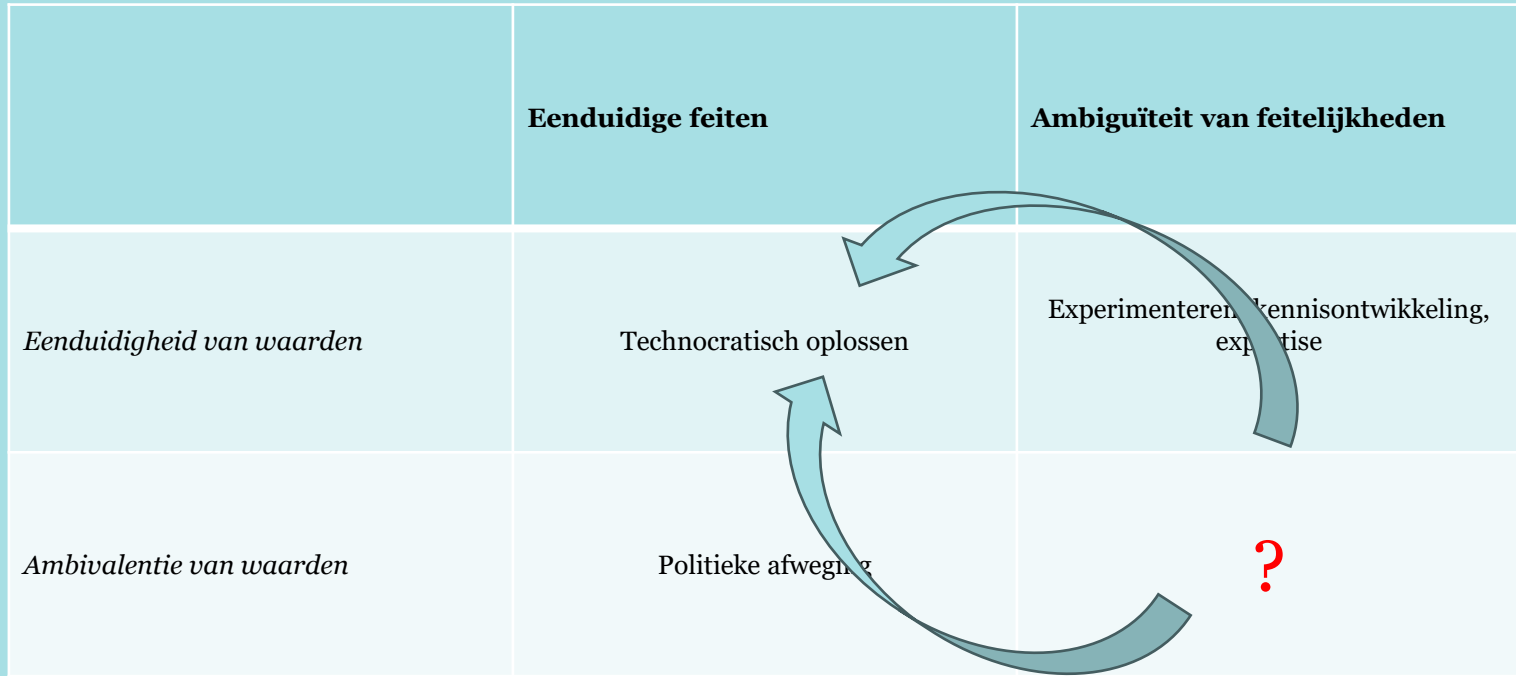 Eenduidige feiten
Ambiguïteit van feitelijkheden
Eenduidigheid van waarden
Technocratisch oplossen
Experimenteren, kennisontwikkeling,
expertise
Ambivalentie van waarden
Politieke afweging
?